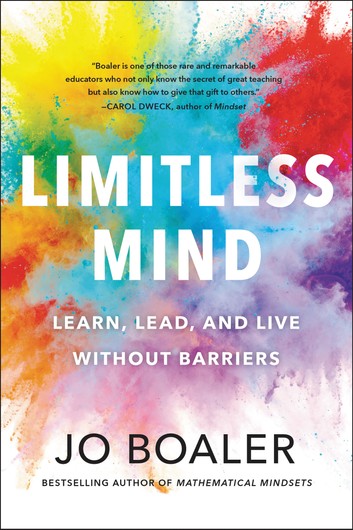 "Boaler is one of those rare and remarkable
educators who not only know the secret of great teaching
but also know how to give that gift to others."
—CAROL DWECK, author of Mindset
LIMITLESS
MIND
LEARN, LEAD, AND LIVE
WITHOUT BARRIERS
JO BOALER
BESTSELLING AUTHOR OF MATHEMATICAL MINDSETS